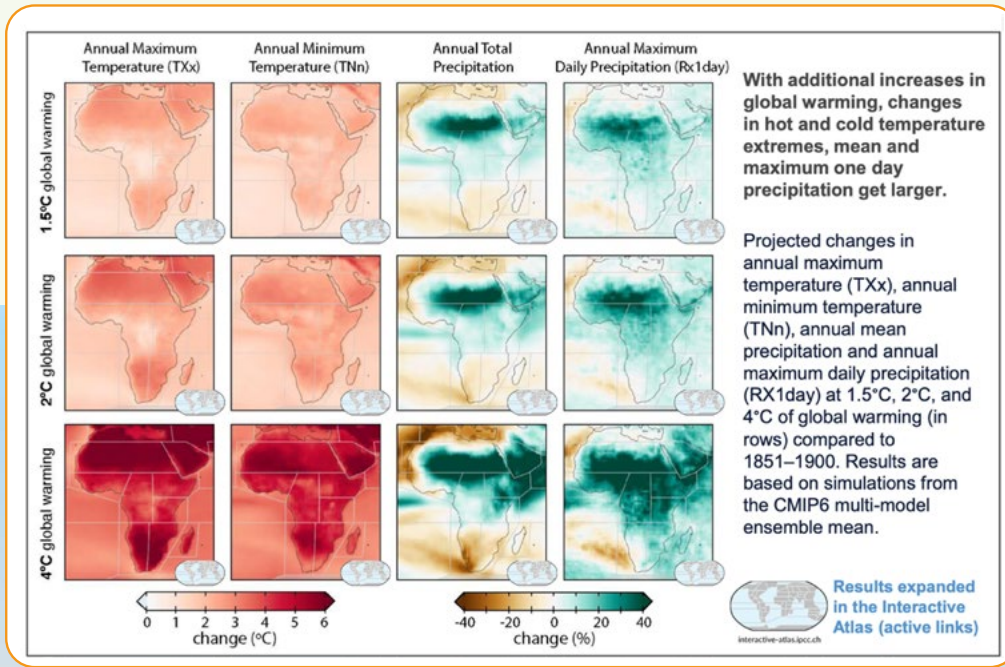 Annual Maximum
Temperature (TXx)
Annual Minimum
Temperature (TNn)
Annual Total
Precipitation
Annual Maximum
Daily Precipitation (Rx1day)
1.5ºC global warming
2ºC global warming
4ºC global warming
0 1 2 3 4 5 6
change (ºC)
-40 -20 0 20 40
change (%)
With additional increases in
global warming, changes
in hot and cold temperature
extremes, mean and
maximum one day
precipitation get larger.
Projected changes in
annual maximum
temperature (TXx), annual
minimum temperature
(TNn), annual mean
precipitation and annual
maximum daily precipitation
(RX1day) at 1.5°C, 2°C, and
4°C of global warming (in
rows) compared to
1851–1900. Results are
based on simulations from
the CMIP6 multi-model
ensemble mean.
interactive-atlas.ipcc.ch
Results expanded
in the Interactive
Atlas (active links)